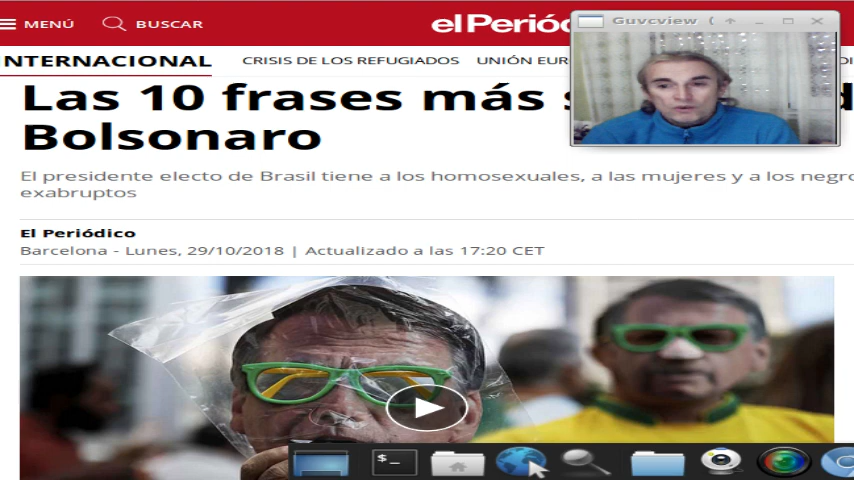 MENÚ
BUSCAR
elPerió
Guvcview (
NTERNACIONAL
CRISIS DE LOS REFUGIADOS
UNIÓN EUR
Las 10 frases más
Bolsonaro
El presidente electo de Brasil tiene a los homosexuales, a las mujeres y a los negro
exabruptos
El Periódico
Barcelona - Lunes, 29/10/2018 | Actualizado a las 17:20 CET
$_